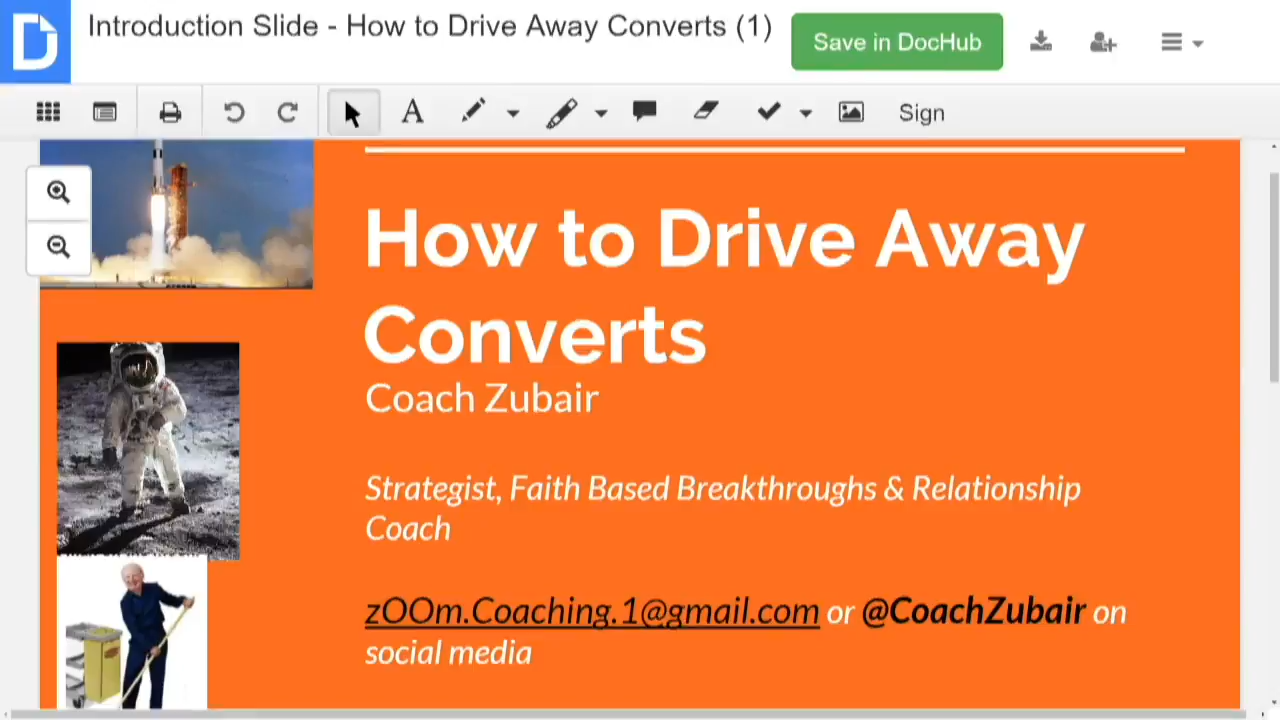 Introduction Slide - How to Drive Away Converts (1)
Save in DocHub
Sign
How to Drive Away
Converts
Coach Zubair
Strategist, Faith Based Breakthroughs & Relationship
Coach
zOOm.Coaching.1@gmail.com or @CoachZubair on
social media